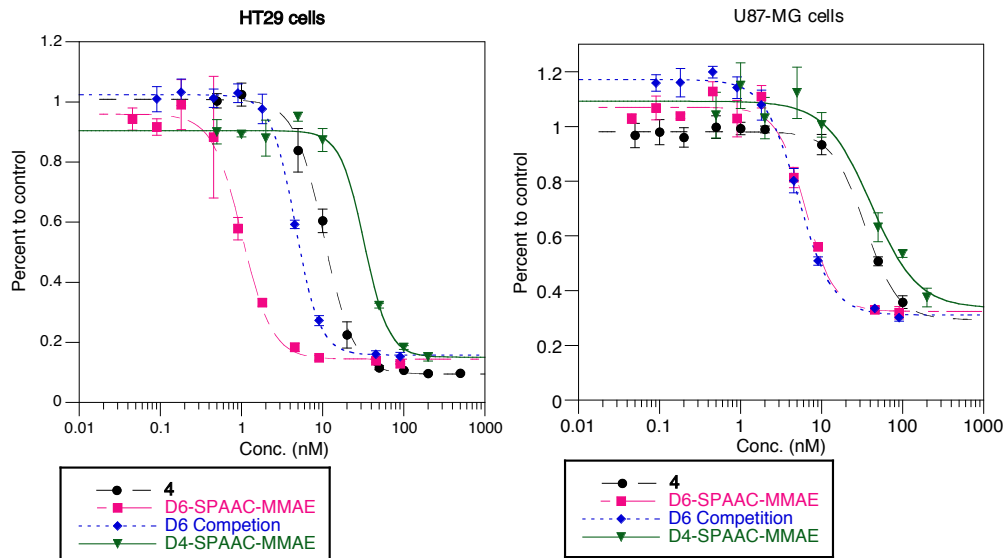 HT29 cells
1.2
1
0.8
0.6
0.4
0.2
0
Percent to control
0.01
0.1
1
10
100
1000
Conc. (nM)
4
D6-SPAAC-MMAE
D6 Competion
D4-SPAAC-MMAE
U87-MG cells
1.2
1
0.8
0.6
0.4
0.2
0
Percent to control
0.01
0.1
1
10
100
1000
Conc. (nM)
4
D6-SPAAC-MMAE
D6 Competition
D4-SPAAC-MMAE